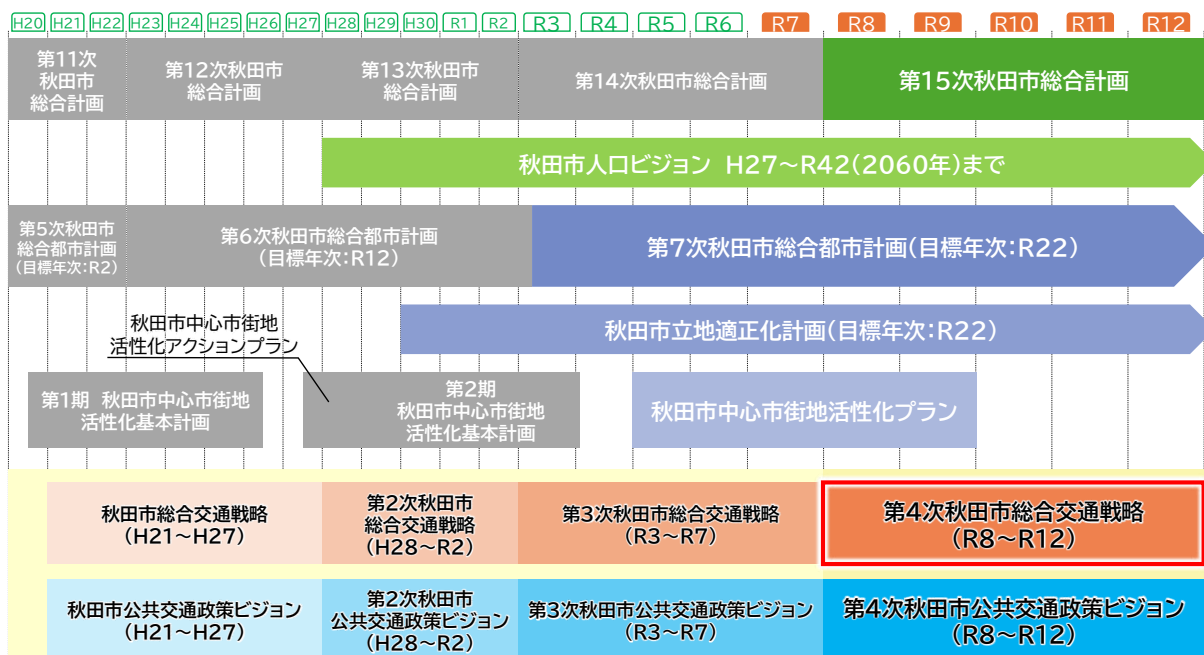 H20 H21 H22 H23 H24 H25 H26 H27 H28 H29 H30 R1 R2 R3 R4 R5 R6 R7 R8 R9 R10 R11 R12
第11次
秋田市
総合計画
第12次秋田市
総合計画
第13次秋田市
総合計画
第14次秋田市総合計画
第15次秋田市総合計画
秋田市人口ビジョン H27~R42(2060年)まで
第5次秋田市
総合都市計画
(目標年次:R2)
第6次秋田市総合都市計画
(目標年次:R12)
第7次秋田市総合都市計画(目標年次:R22)
秋田市立地適正化計画(目標年次:R22)
秋田市中心市街地
活性化アクションプラン
第1期 秋田市中心市街地
活性化基本計画
第2期
秋田市中心市街地
活性化基本計画
秋田市中心市街地活性化プラン
秋田市総合交通戦略
(H21~H27)
第2次秋田市
総合交通戦略
(H28~R2)
第3次秋田市総合交通戦略
(R3~R7)
第4次秋田市総合交通戦略
(R8~R12)
秋田市公共交通政策ビジョン
(H21~H27)
第2次秋田市
公共交通政策ビジョン
(H28~R2)
第3次秋田市公共交通政策ビジョン
(R3~R7)
第4次秋田市公共交通政策ビジョン
(R8~R12)